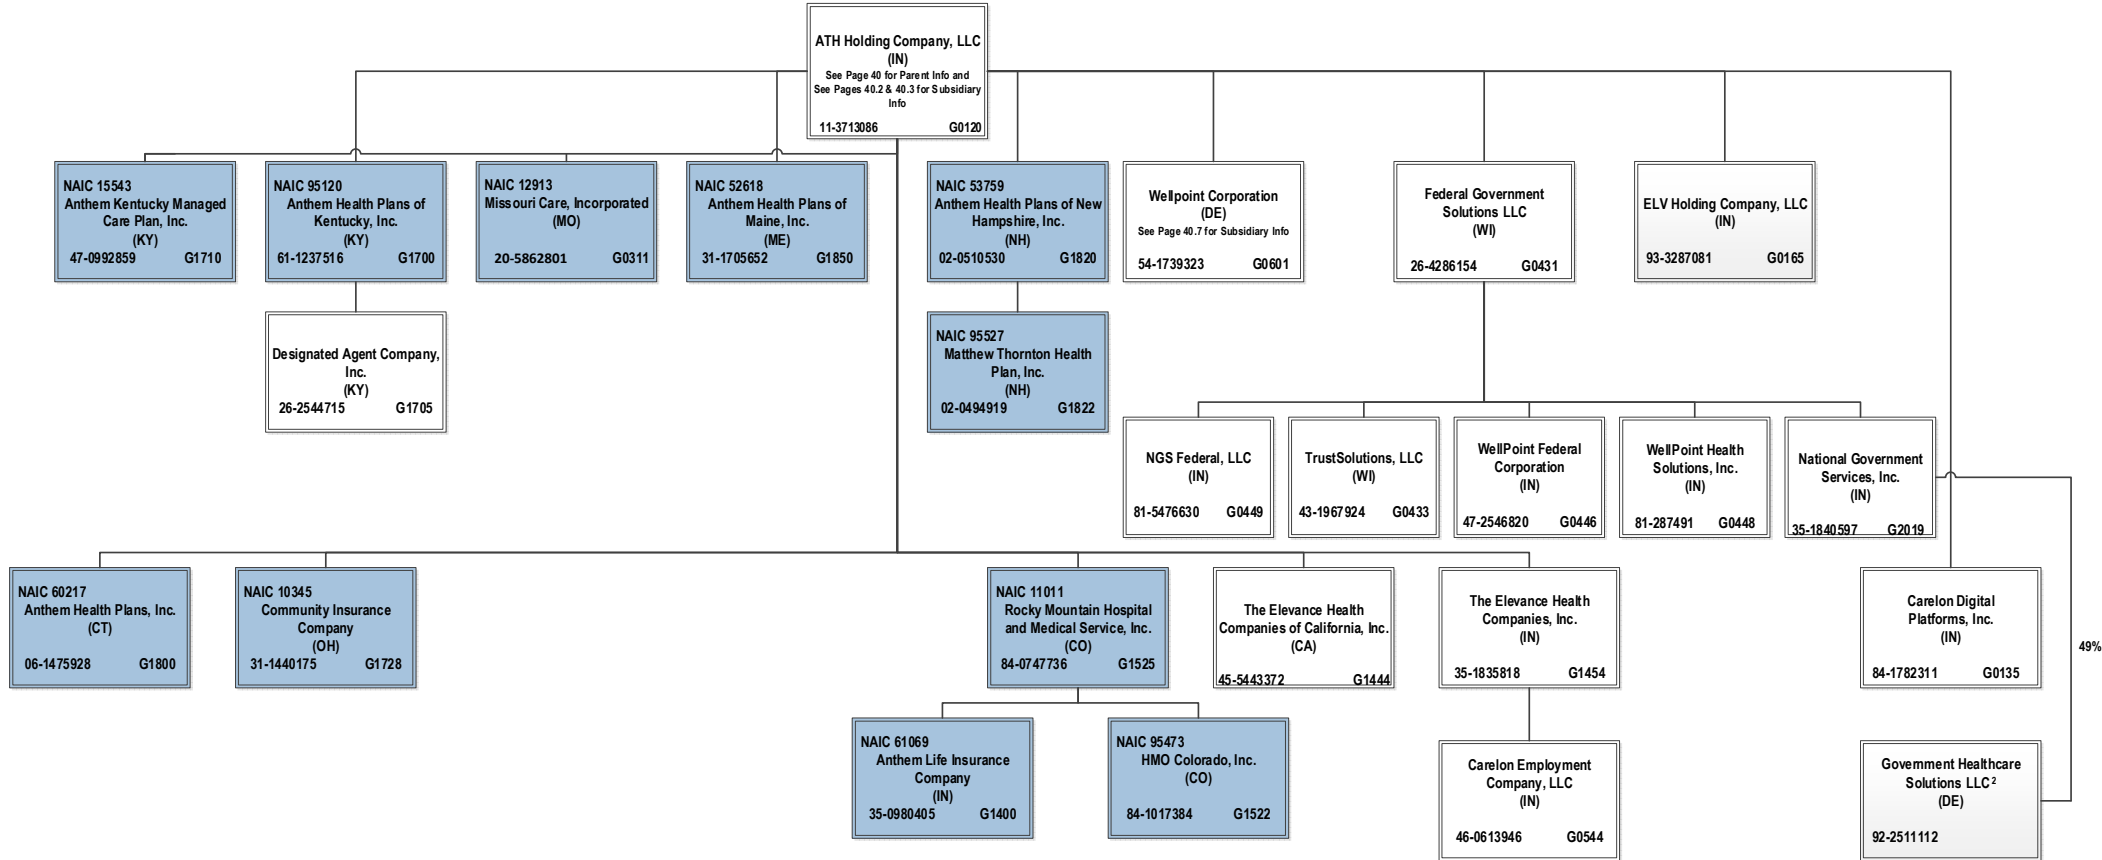 ATH Holding Company, LLC
(IN)
See Page 40 for Parent Info and
See Pages 40.2 & 40.3 for Subsidiary
Info
11-3713086 G0120
NAIC 15543
Anthem Kentucky Managed
Care Plan, Inc.
(KY)
47-0992859 G1710
NAIC 95120
Anthem Health Plans of
Kentucky, Inc.
(KY)
61-1237516 G1700
NAIC 12913
Missouri Care, Incorporated
(MO)
20-5862801 G0311
NAIC 52618
Anthem Health Plans of
Maine, Inc.
(ME)
31-1705652 G1850
NAIC 53759
Anthem Health Plans of New
Hampshire, Inc.
(NH)
02-0510530 G1820
Wellpoint Corporation
(DE)
See Page 40.7 for Subsidiary Info
54-1739323 G0601
Federal Government
Solutions LLC
(WI)
26-4286154 G0431
ELV Holding Company, LLC
(IN)
93-3287081 G0165
Designated Agent Company,
Inc.
(KY)
26-2544715 G1705
NAIC 95527
Matthew Thornton Health
Plan, Inc.
(NH)
02-0494919 G1822
NGS Federal, LLC
(IN)
81-5476630 G0449
TrustSolutions, LLC
(WI)
43-1967924 G0433
WellPoint Federal
Corporation
(IN)
47-2546820 G0446
WellPoint Health
Solutions, Inc.
(IN)
81-287491 G0448
National Government
Services, Inc.
(IN)
35-1840597 G2019
NAIC 60217
Anthem Health Plans, Inc.
(CT)
06-1475928 G1800
NAIC 10345
Community Insurance
Company
(OH)
31-1440175 G1728
NAIC 11011
Rocky Mountain Hospital
and Medical Service, Inc.
(CO)
84-0747736 G1525
The Elevance Health
Companies of California, Inc.
(CA)
45-5443372 G1444
The Elevance Health
Companies, Inc.
(IN)
35-1835818 G1454
Carelon Digital
Platforms, Inc.
(IN)
84-1782311 G0135
49%
NAIC 61069
Anthem Life Insurance
Company
(IN)
35-0980405 G1400
NAIC 95473
HMO Colorado, Inc.
(CO)
84-1017384 G1522
Carelon Employment
Company, LLC
(IN)
46-0613946 G0544
Government Healthcare
Solutions LLC²
(DE)
92-2511112